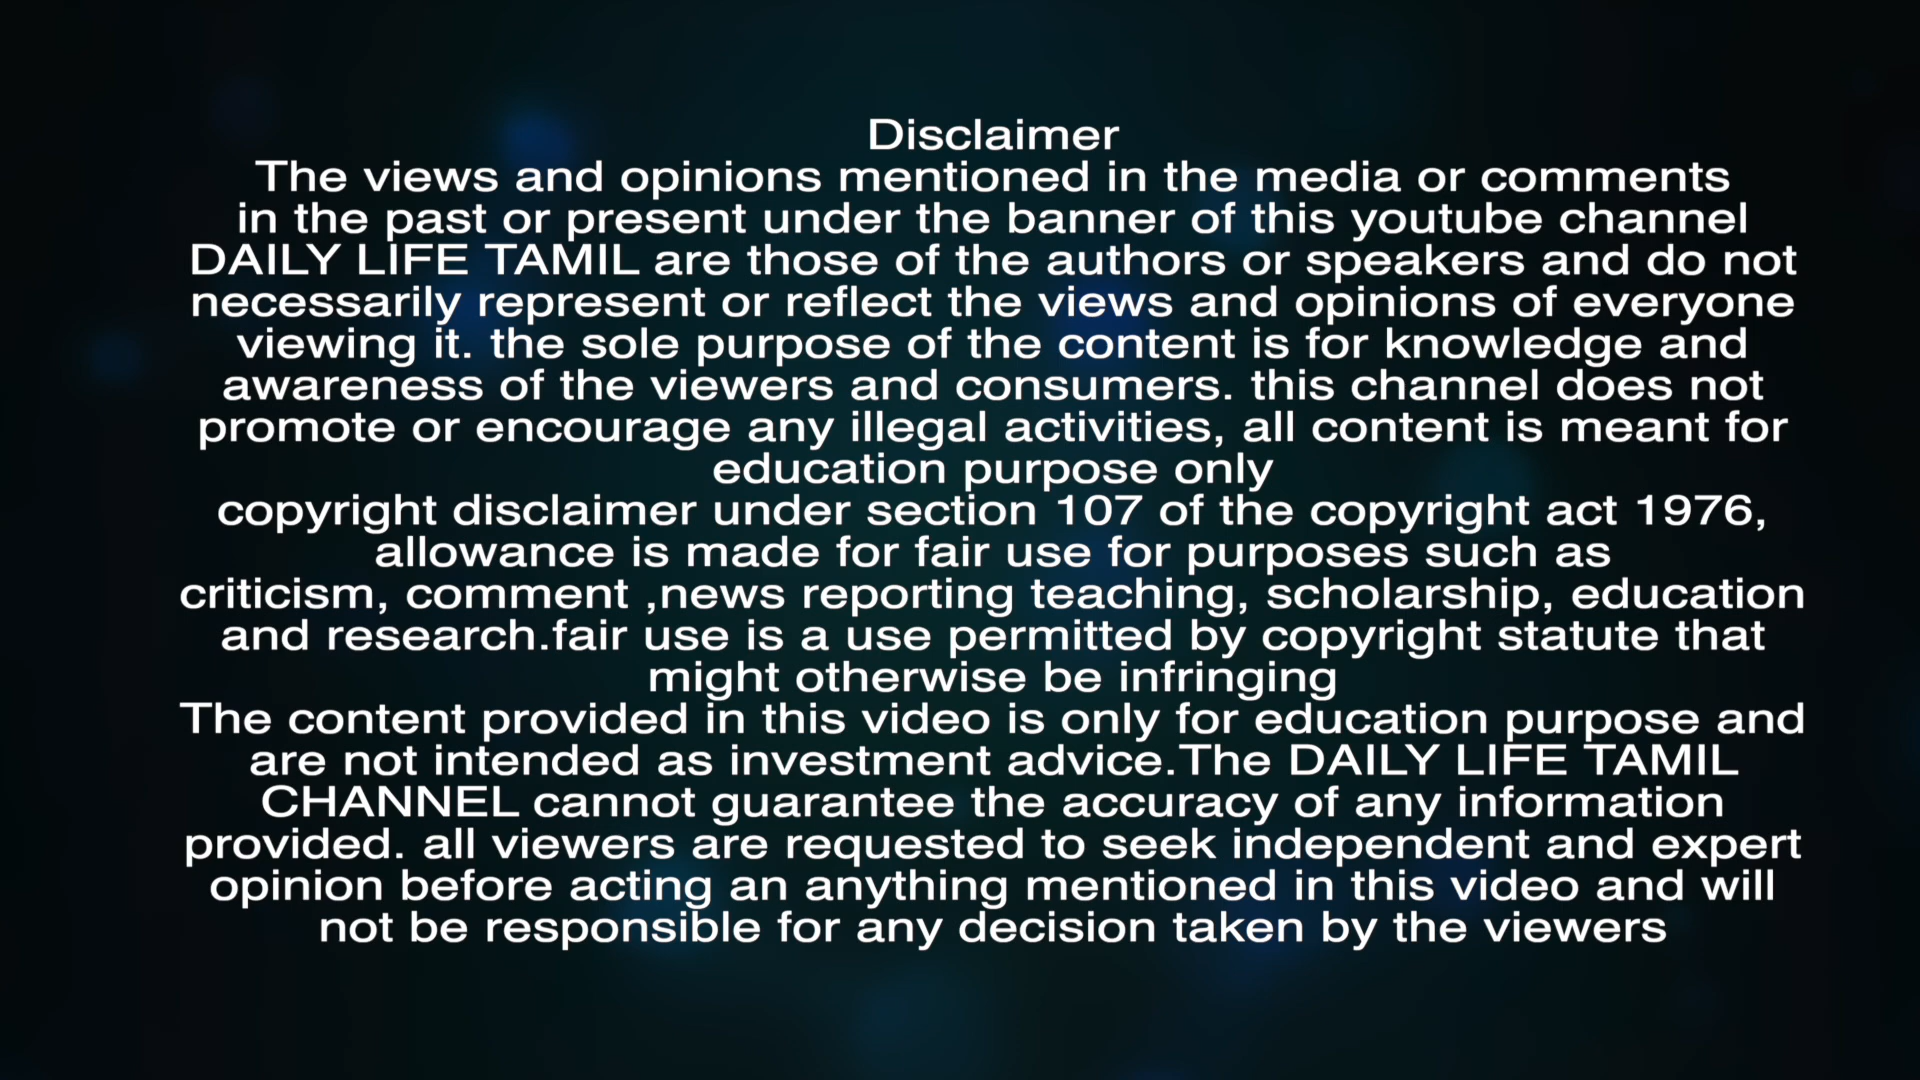 Disclaimer
The views and opinions mentioned in the media or comments
in the past or present under the banner of this youtube channel
DAILY LIFE TAMIL are those of the authors or speakers and do not
necessarily represent or reflect the views and opinions of everyone
viewing it. the sole purpose of the content is for knowledge and
awareness of the viewers and consumers. this channel does not
promote or encourage any illegal activities, all content is meant for
education purpose only
copyright disclaimer under section 107 of the copyright act 1976,
allowance is made for fair use for purposes such as
criticism, comment ,news reporting teaching, scholarship, education
and research.fair use is a use permitted by copyright statute that
might otherwise be infringing
The content provided in this video is only for education purpose and
are not intended as investment advice.The DAILY LIFE TAMIL
CHANNEL cannot guarantee the accuracy of any information
provided. all viewers are requested to seek independent and expert
opinion before acting an anything mentioned in this video and will
not be responsible for any decision taken by the viewers